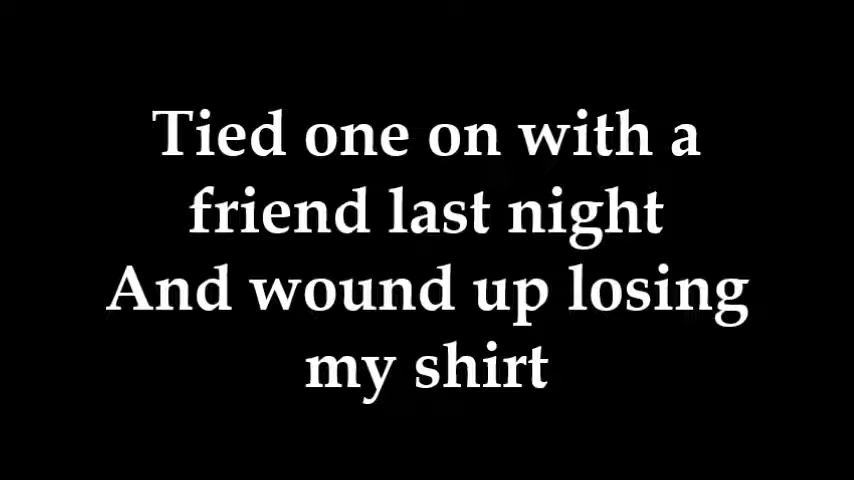 Tied one on with a
friend last night
And wound up losing
my shirt